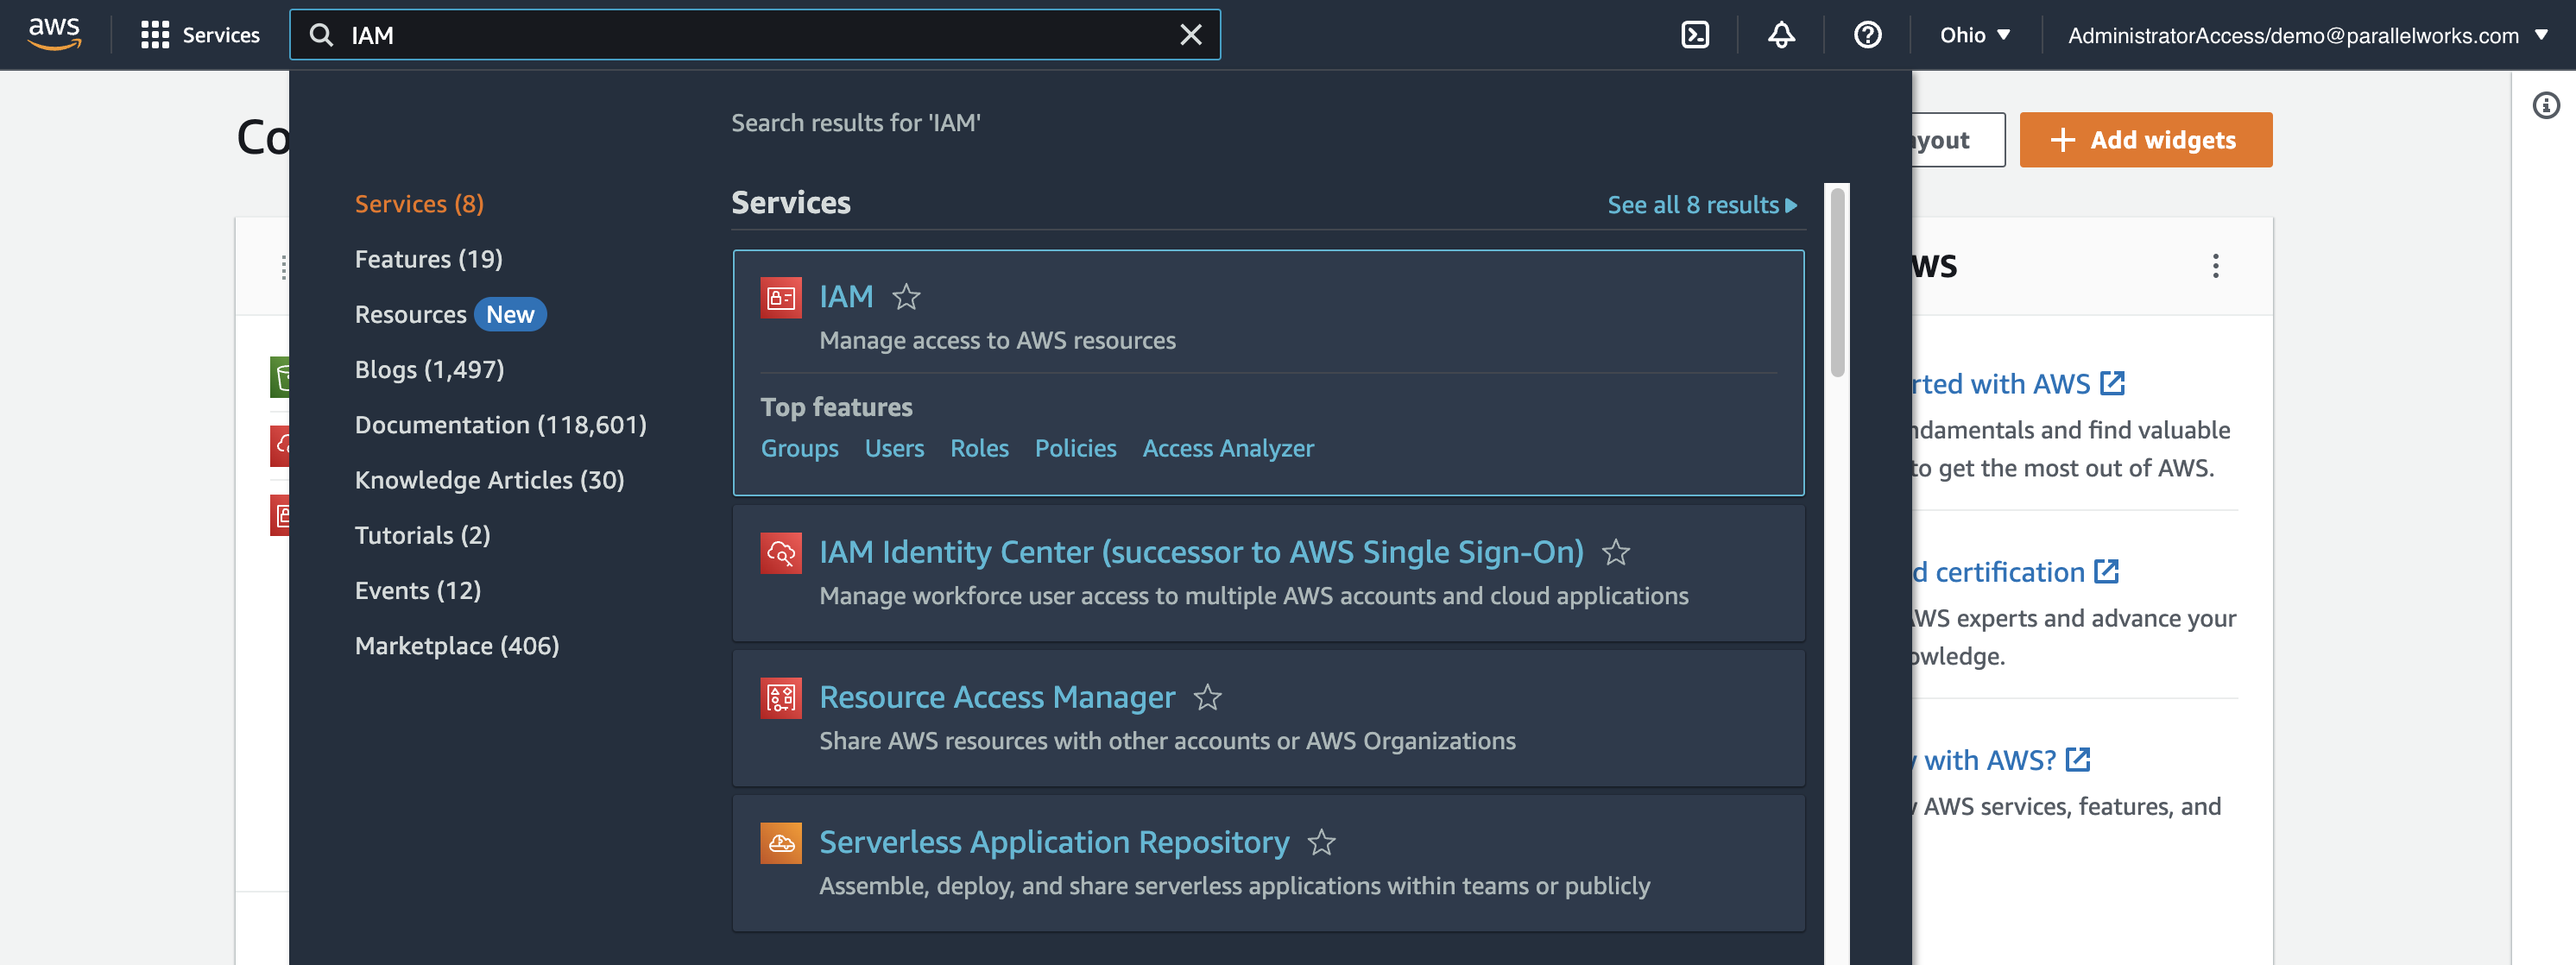 aws
Services
IAM
Ohio
AdministratorAccess/demo@parallelworks.com
Co
Search results for 'IAM'
Add widgets
Services (8)
Features (19)
Resources New
Blogs (1,497)
Documentation (118,601)
Knowledge Articles (30)
Tutorials (2)
Events (12)
Marketplace (406)
Services
See all 8 results
IAM
Manage access to AWS resources
Top features
Groups Users Roles Policies Access Analyzer
IAM Identity Center (successor to AWS Single Sign-On)
Manage workforce user access to multiple AWS accounts and cloud applications
Resource Access Manager
Share AWS resources with other accounts or AWS Organizations
Serverless Application Repository
Assemble, deploy, and share serverless applications within teams or publicly
yout
WS
rted with AWS
ndamentals and find valuable
to get the most out of AWS.
d certification
AWS experts and advance your
owledge.
with AWS?
AWS services, features, and